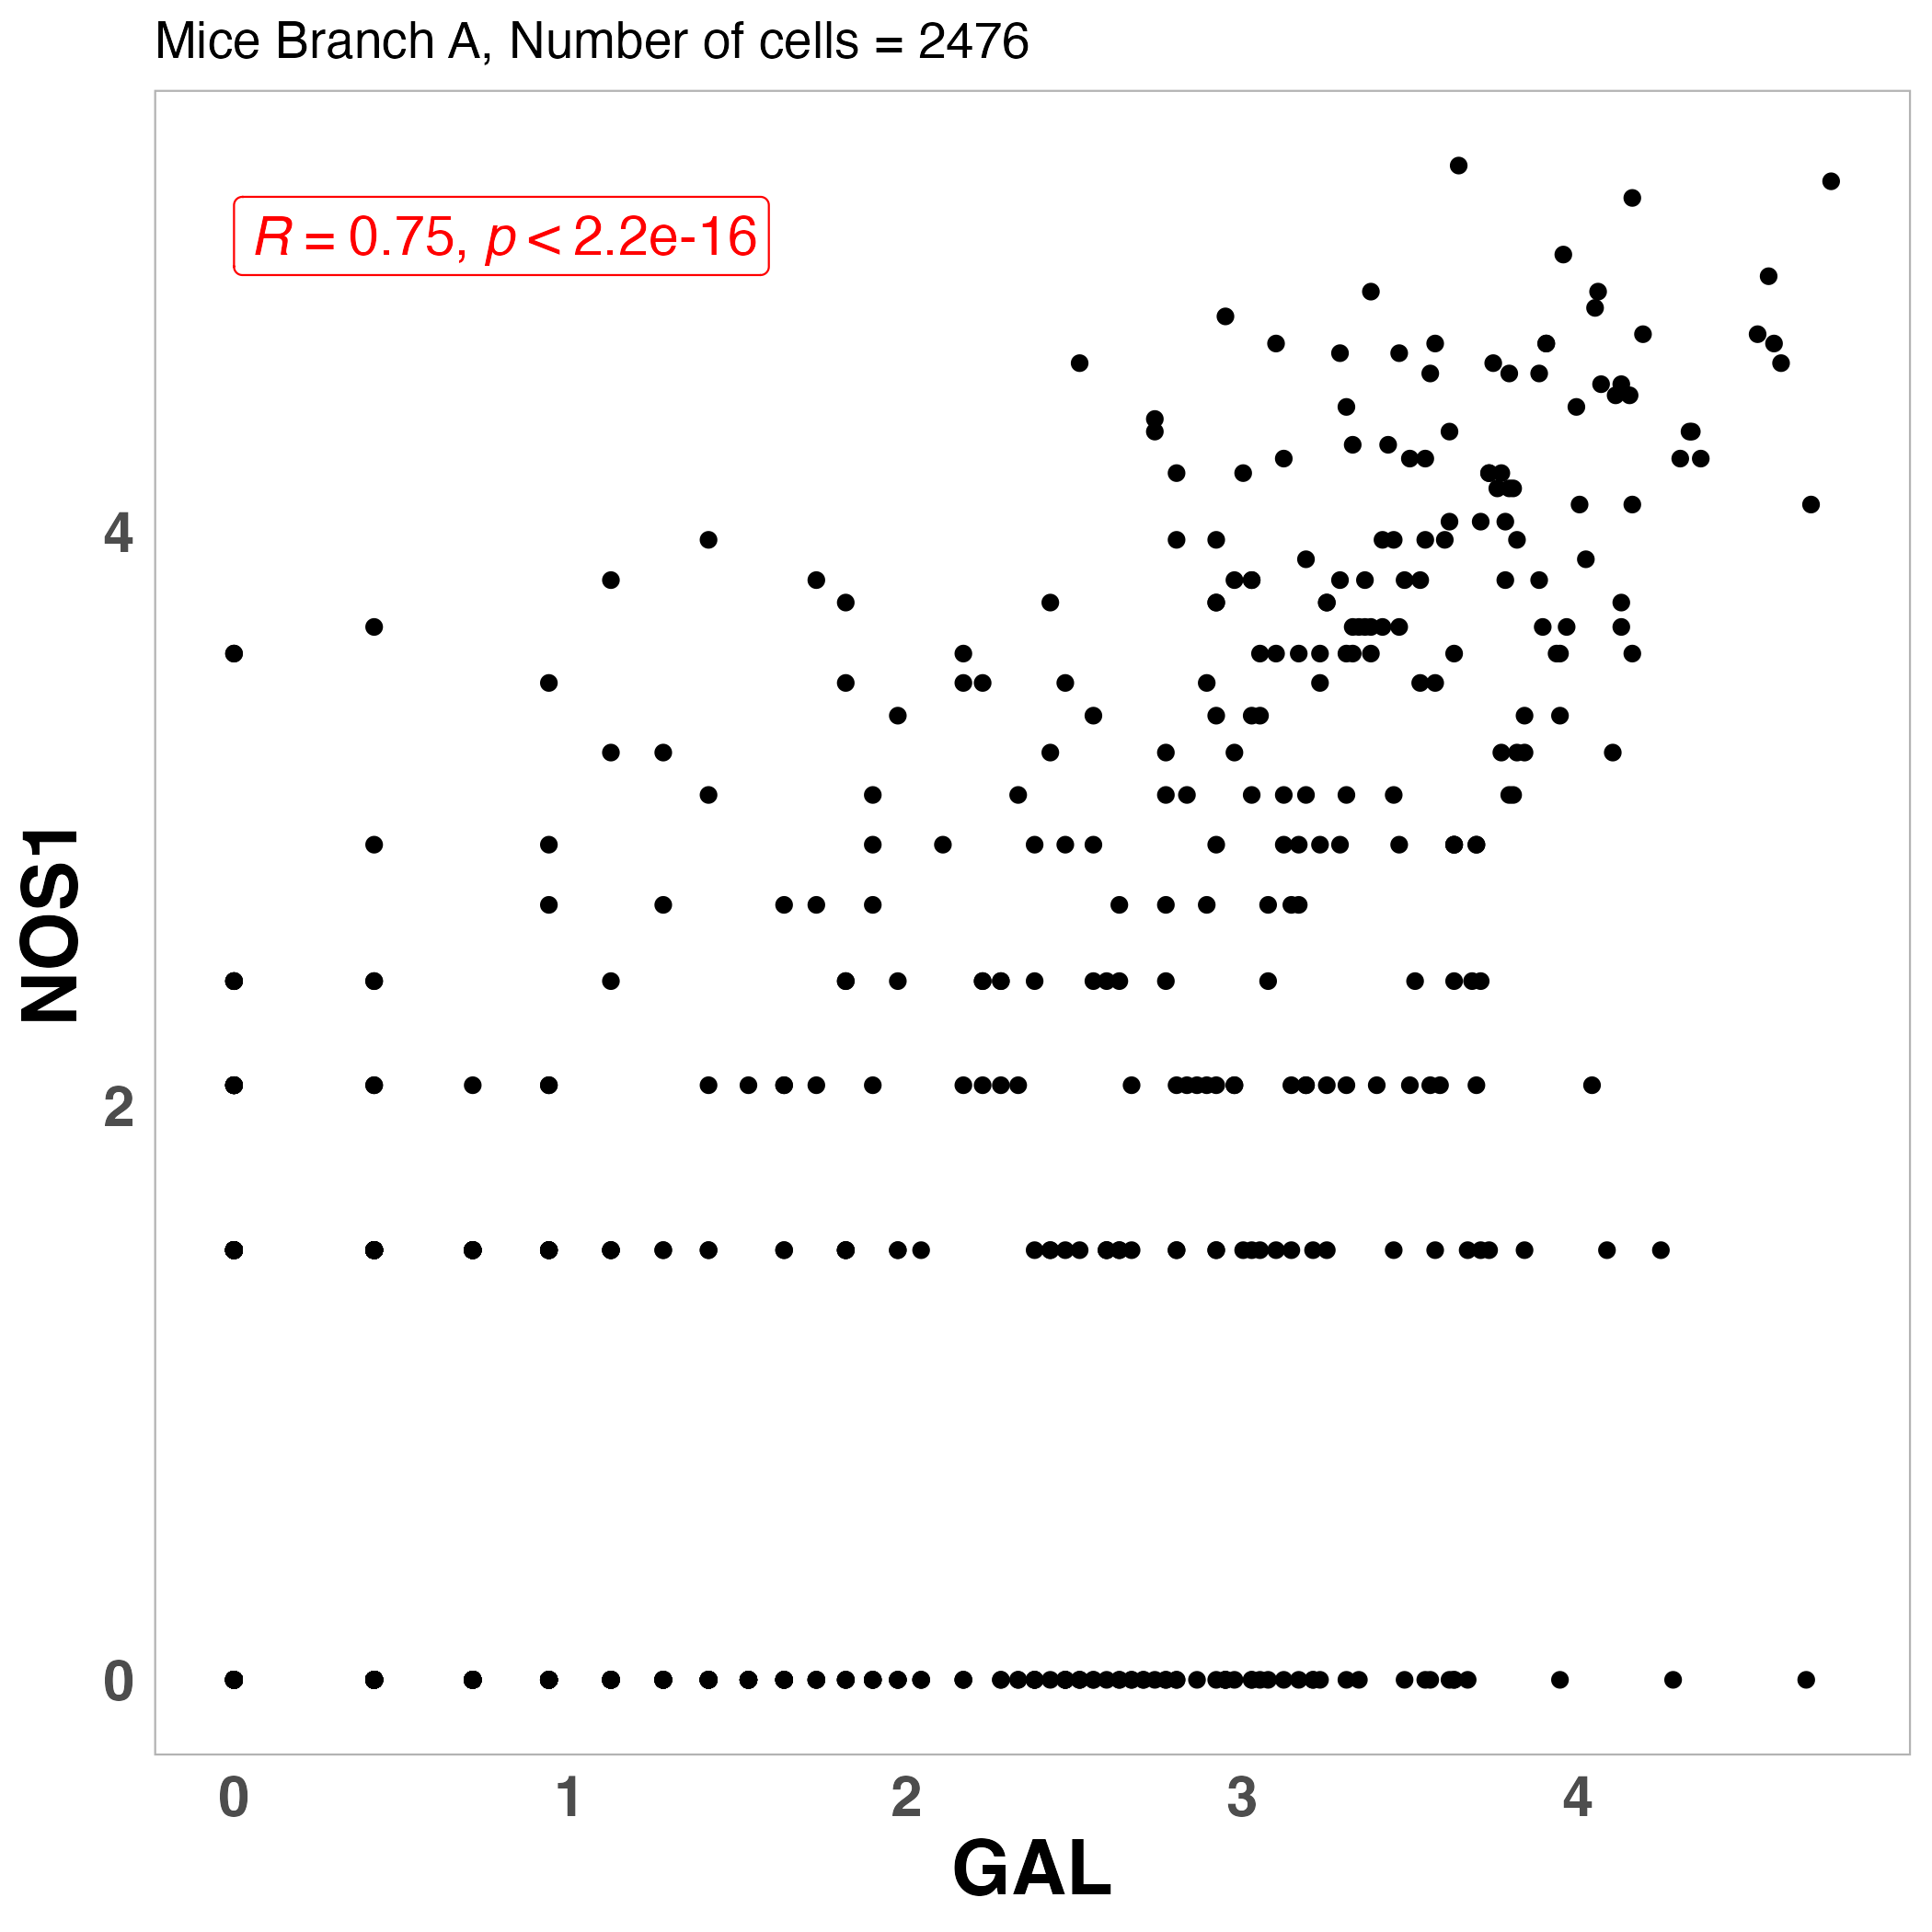 Mice Branch A, Number of cells = 2476
R = 0.75, p < 2.2e-16
4
2
0
NOS1
0 1 2 3 4
GAL